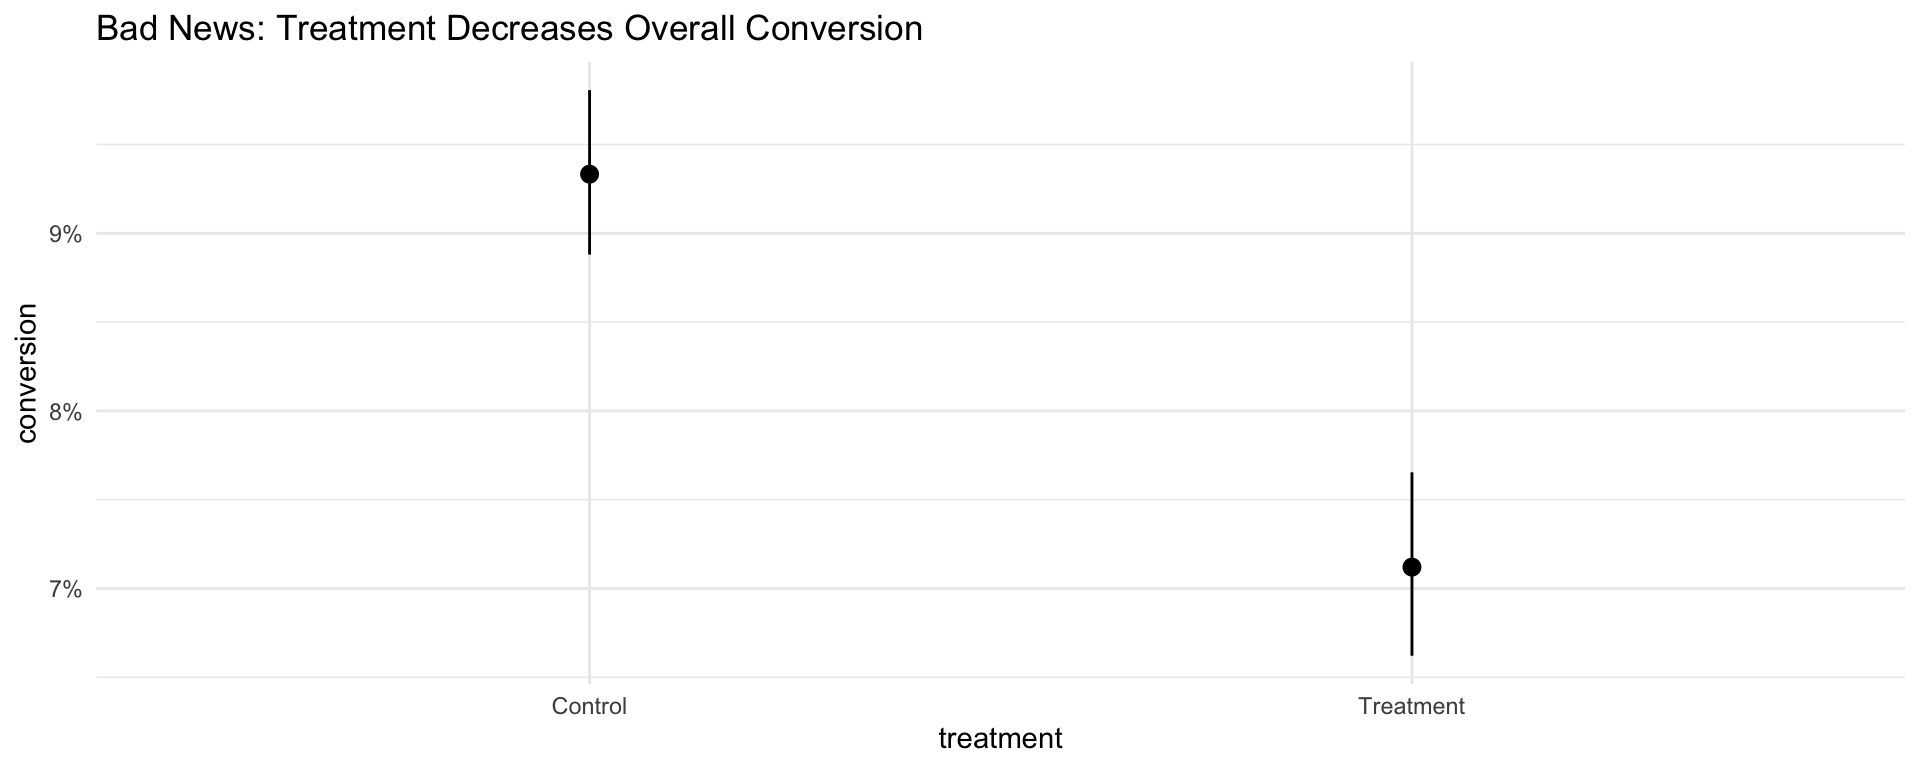 Bad News: Treatment Decreases Overall Conversion
conversion
9%
8%
7%
Control
Treatment
treatment